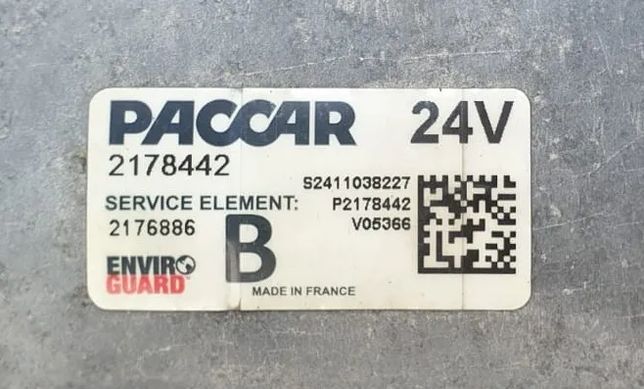 PACCAR 24V
2178442
S2411038227
SERVICE ELEMENT: P2178442
2176886 B V05366
ENVIRO
GUARD
MADE IN FRANCE